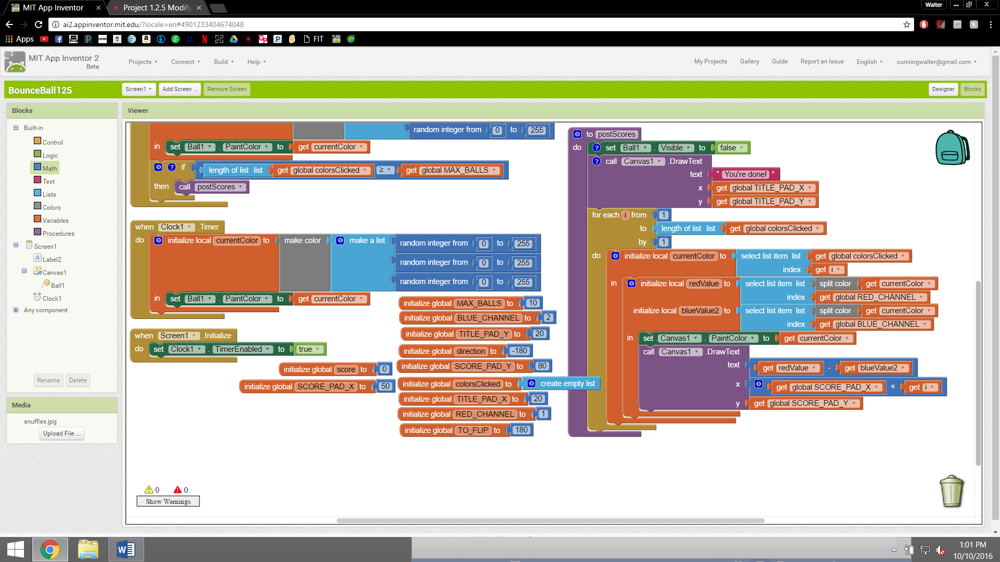 MIT App Inventor
Project 1.2.5 Modify
Walter
ai2.appinventor.mit.edu/?locale=en#4901233404674048
Apps
FIT
MIT App Inventor 2
Beta
Projects
Connect
Build
Help
My Projects
Gallery
Guide
Report an Issue
English
cunningwalter@gmail.com
BounceBall125
Screen1
Add Screen ...
Remove Screen
Designer
Blocks
Blocks
Built-in
Control
Logic
Math
Text
Lists
Colors
Variables
Procedures
Screen1
Label2
Canvas1
Ball1
Clock1
Any component
Rename
Delete
Media
snuffles.jpg
Upload File ...
Viewer
random integer from 0 to 255
in set Ball1 . PaintColor to get currentColor
if length of list list get global colorsClicked ≥ get global MAX_BALLS
then call postScores
when Clock1 .Timer
do initialize local currentColor to make color make a list random integer from 0 to 255
random integer from 0 to 255
random integer from 0 to 255
in set Ball1 . PaintColor to get currentColor
when Screen1 .Initialize
do set Clock1 . TimerEnabled to true
initialize global score to 0
initialize global SCORE_PAD_X to 50
initialize global MAX_BALLS to 10
initialize global BLUE_CHANNEL to 2
initialize global TITLE_PAD_Y to 20
initialize global direction to -180
initialize global SCORE_PAD_Y to 80
initialize global colorsClicked to create empty list
initialize global TITLE_PAD_X to 20
initialize global RED_CHANNEL to 1
initialize global TO_FLIP to 180
to postScores
do set Ball1 . Visible to false
call Canvas1 .DrawText
text " You're done! "
x get global TITLE_PAD_X
y get global TITLE_PAD_Y
for each i from 1
to length of list list get global colorsClicked
by 1
do initialize local currentColor to select list item list get global colorsClicked
index get i
in initialize local redValue to select list item list split color get currentColor
index get global RED_CHANNEL
initialize local blueValue2 to select list item list split color get currentColor
index get global BLUE_CHANNEL
in set Canvas1 . PaintColor to get currentColor
call Canvas1 .DrawText
text get redValue - get blueValue2
x get global SCORE_PAD_X × get i
y get global SCORE_PAD_Y
0 0
Show Warnings
1:01 PM
10/10/2016